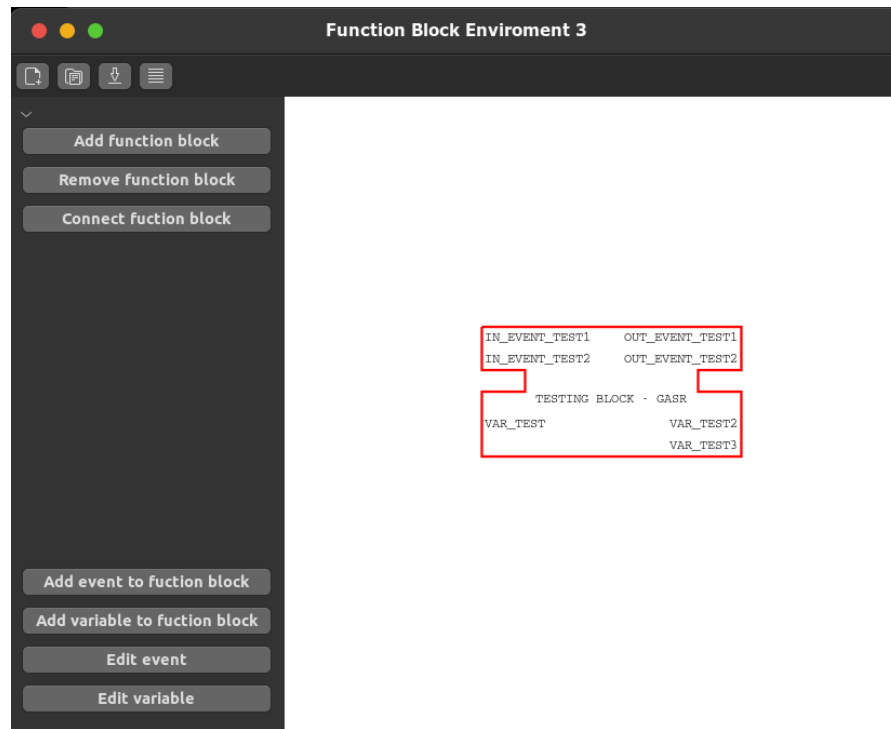 Function Block Enviroment 3
Add function block
Remove function block
Connect fuction block
IN_EVENT_TEST1 OUT_EVENT_TEST1
IN_EVENT_TEST2 OUT_EVENT_TEST2
TESTING BLOCK - GASR
VAR_TEST VAR_TEST2
VAR_TEST3
Add event to fuction block
Add variable to fuction block
Edit event
Edit variable